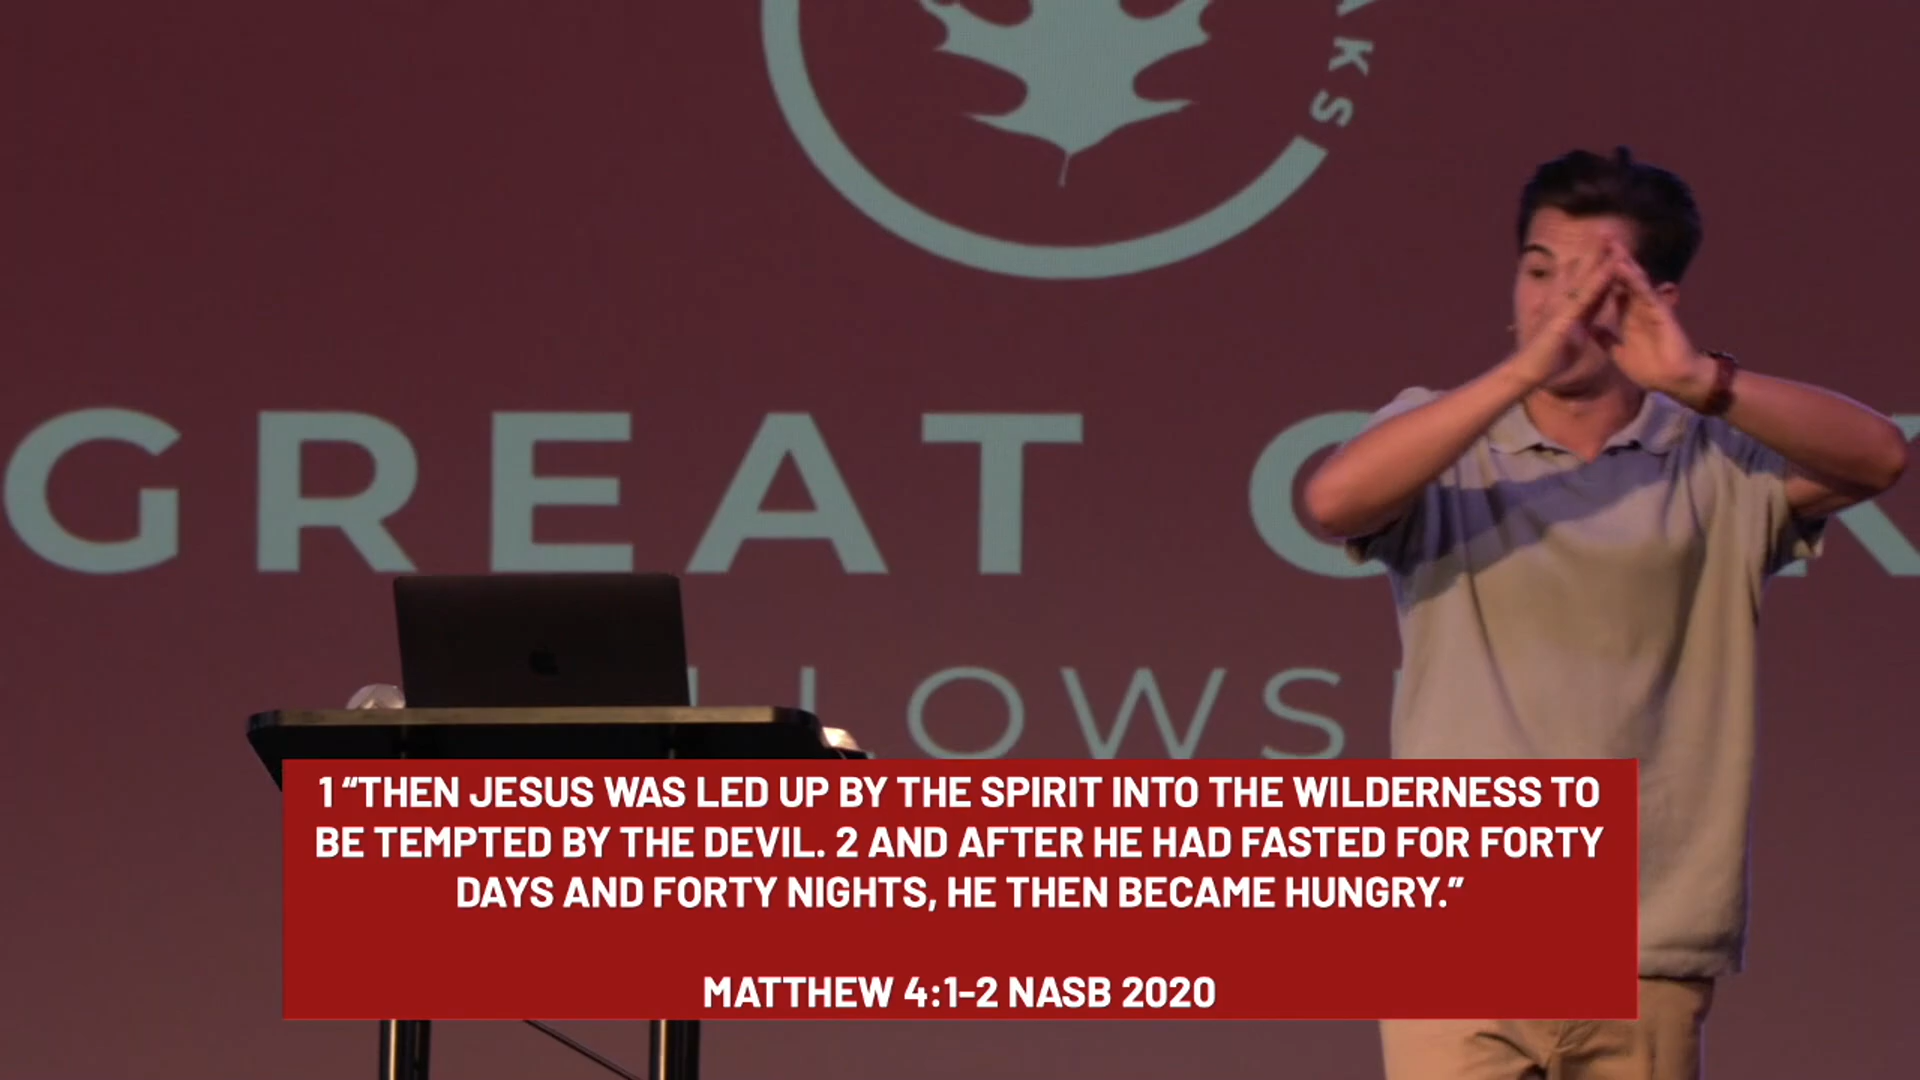 AKS
GREAT
LLOWS
1 “THEN JESUS WAS LED UP BY THE SPIRIT INTO THE WILDERNESS TO
BE TEMPTED BY THE DEVIL. 2 AND AFTER HE HAD FASTED FOR FORTY
DAYS AND FORTY NIGHTS, HE THEN BECAME HUNGRY.”
MATTHEW 4:1-2 NASB 2020